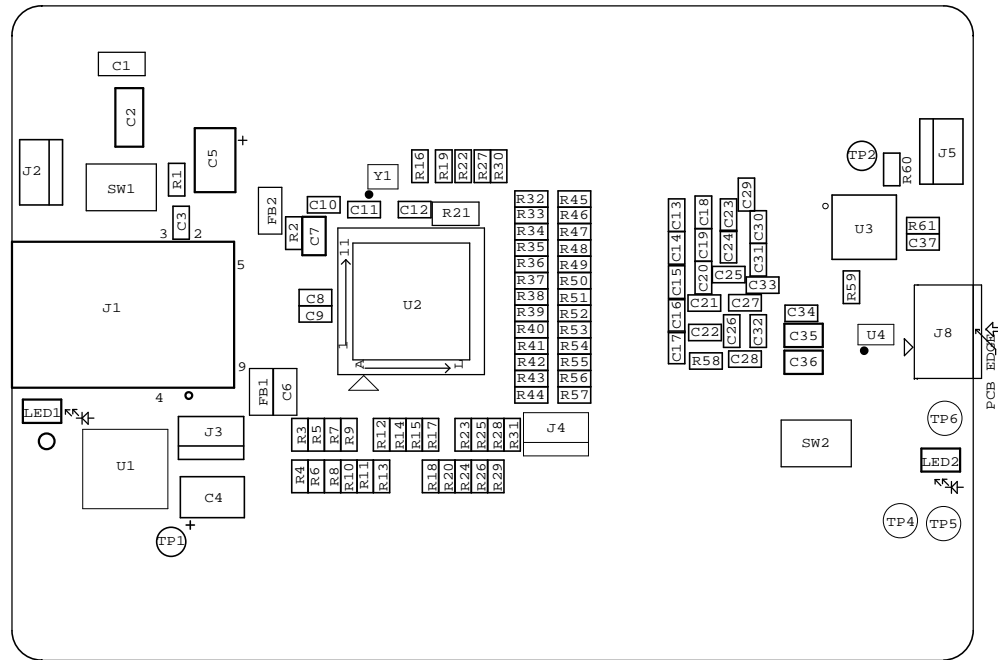 C1
C2
C5
+
J2
SW1
R1
C3
3
2
5
J1
9
4
LED1
U1
J3
C4
+
TP1
FB2
R2
C7
C10
C11
C12
Y1
R21
R16
R19
R22
R27
R30
C8
C9
11
1
A
L
U2
FB1
C6
R3
R5
R7
R9
R12
R14
R15
R17
R23
R25
R28
R31
J4
R4
R6
R8
R10
R11
R13
R18
R20
R24
R26
R29
R32
R45
R33
R46
R34
R47
R35
R48
R36
R49
R37
R50
R38
R51
R39
R52
R40
R53
R41
R54
R42
R55
R43
R56
R44
R57
C13
C18
C23
C29
C14
C19
C24
C30
C31
C15
C20
C25
C33
C16
C21
C27
C17
C22
C26
C32
R58
C28
C34
C35
C36
TP2
R60
J5
U3
R61
C37
R59
U4
J8
PCB EDGE
TP6
SW2
LED2
TP4
TP5